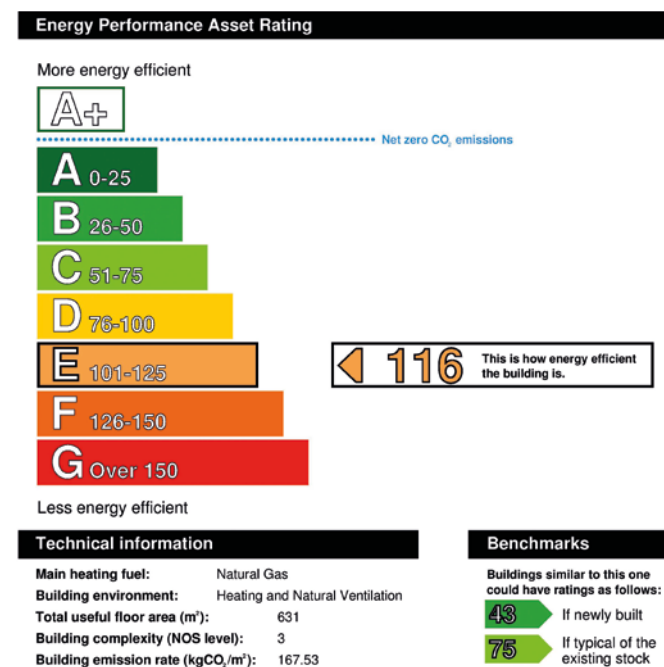 Energy Performance Asset Rating
More energy efficient
A+
Net zero CO₂ emissions
A 0-25
B 26-50
C 51-75
D 76-100
E 101-125
116 This is how energy efficient
the building is.
F 126-150
G Over 150
Less energy efficient
Technical information
Main heating fuel: Natural Gas
Building environment: Heating and Natural Ventilation
Total useful floor area (m²): 631
Building complexity (NOS level): 3
Building emission rate (kgCO₂/m²): 167.53
Benchmarks
Buildings similar to this one
could have ratings as follows:
43 If newly built
75 If typical of the
existing stock